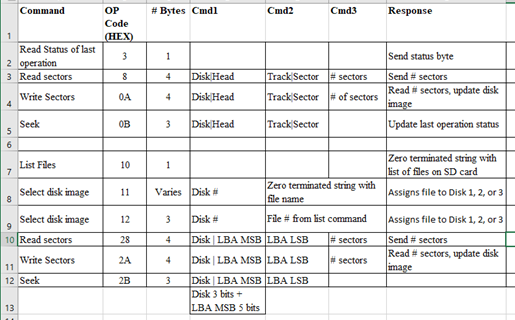 Command OP Code (HEX) # Bytes Cmd1 Cmd2 Cmd3 Response
1
2 Read Status of last operation 3 1 Send status byte
3 Read sectors 8 4 Disk|Head Track|Sector # sectors Send # sectors
4 Write Sectors 0A 4 Disk|Head Track|Sector # of sectors Read # sectors, update disk image
5 Seek 0B 3 Disk|Head Track|Sector Update last operation status
6
7 List Files 10 1 Zero terminated string with list of files on SD card
8 Select disk image 11 Varies Disk # Zero terminated string with file name Assigns file to Disk 1, 2, or 3
9 Select disk image 12 3 Disk # File # from list command Assigns file to Disk 1, 2, or 3
10 Read sectors 28 4 Disk | LBA MSB LBA LSB # sectors Send # sectors
11 Write Sectors 2A 4 Disk | LBA MSB LBA LSB # sectors Read # sectors, update disk image
12 Seek 2B 3 Disk | LBA MSB LBA LSB
13 Disk 3 bits + LBA MSB 5 bits